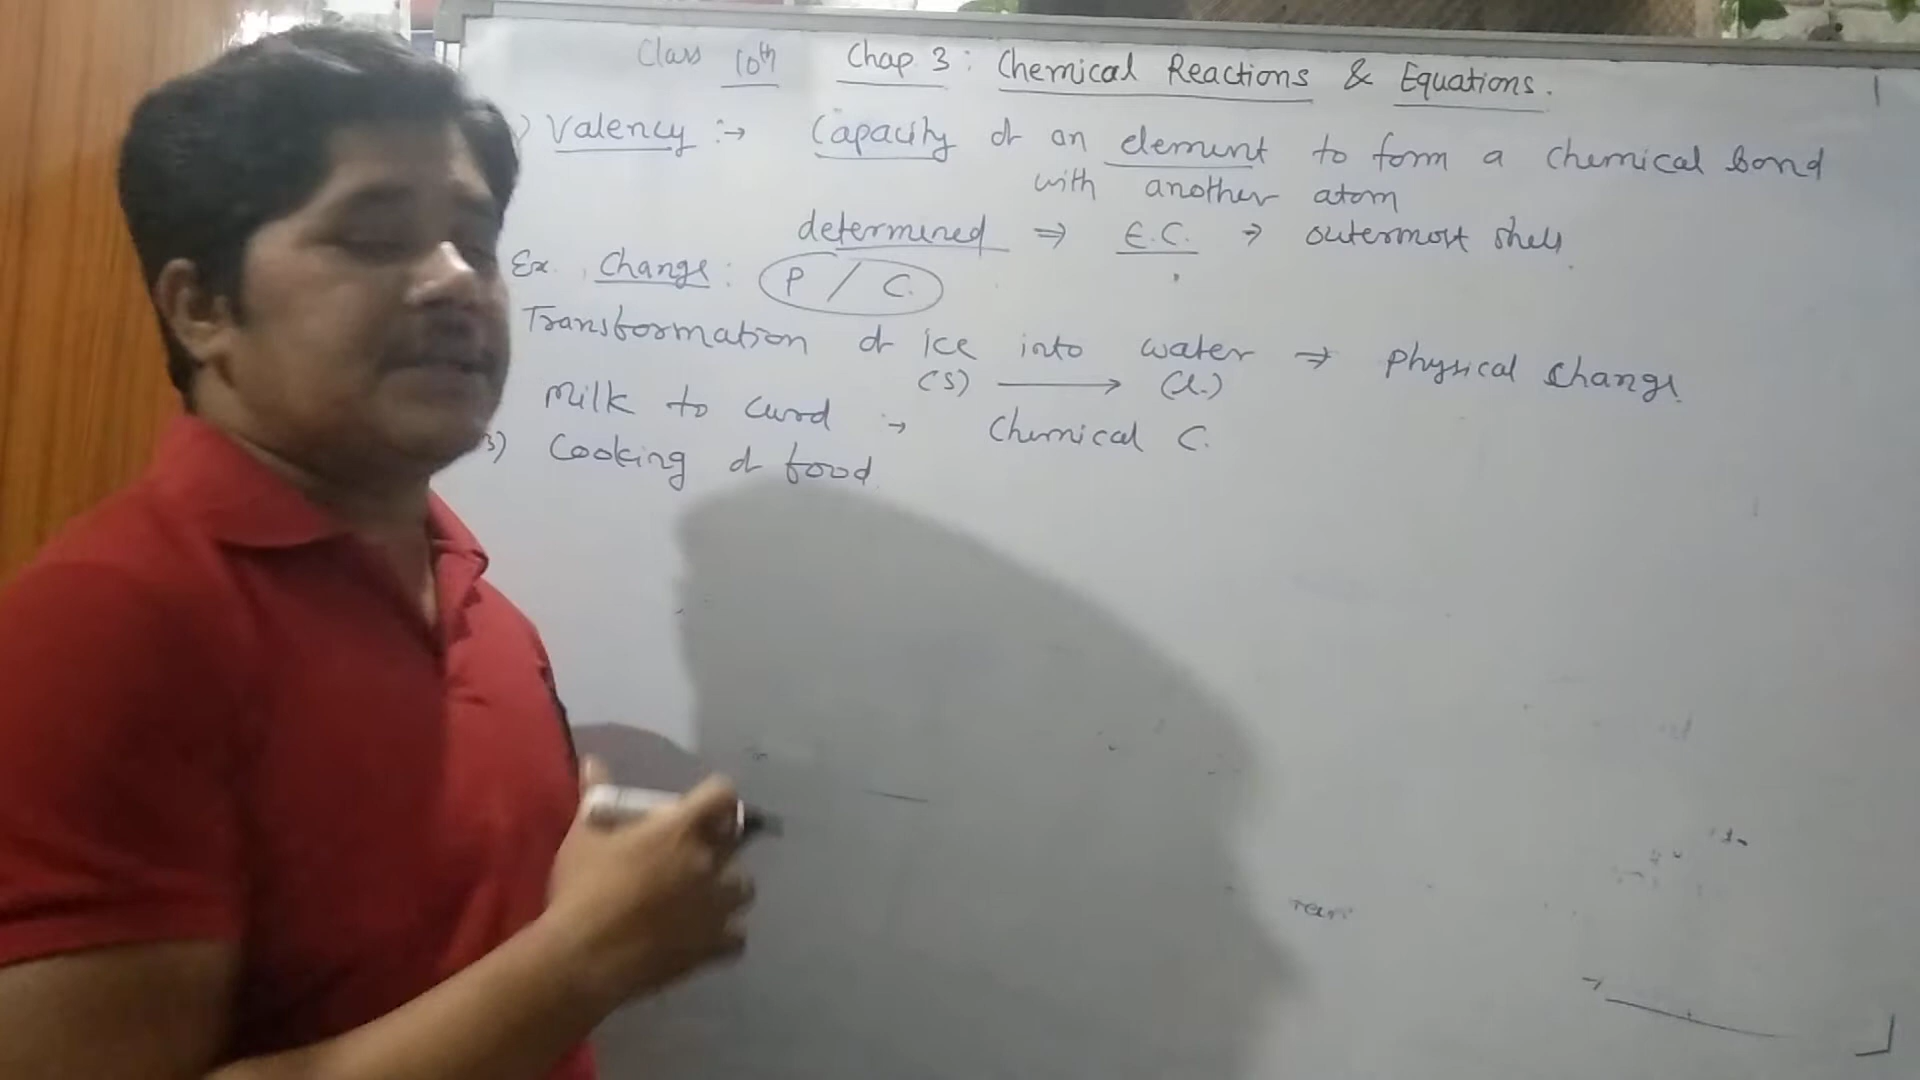 Class 10th Chap 3: Chemical Reactions & Equations.
) Valency :→ Capacity of an element to form a chemical bond
with another atom
determined ⇒ E.C. → outermost shell.
Ex. Change: P / C.
Transformation of ice into water ⇒ Physical change.
(s) ⟶ (l.)
Milk to curd :→ Chemical C.
3) Cooking of food